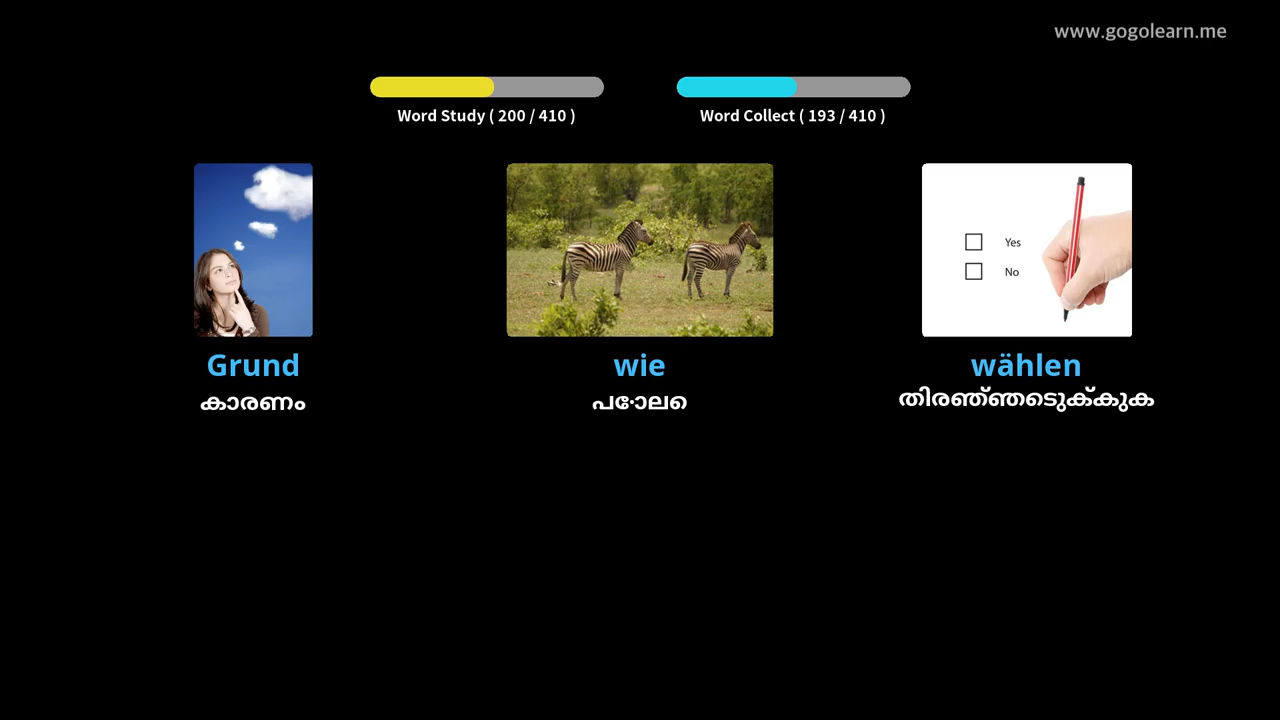 www.gogolearn.me
Word Study ( 200 / 410 )
Word Collect ( 193 / 410 )
Yes
No
Grund
wie
wählen
കാരണം
പോലെ
തിരഞ്ഞെടുക്കുക